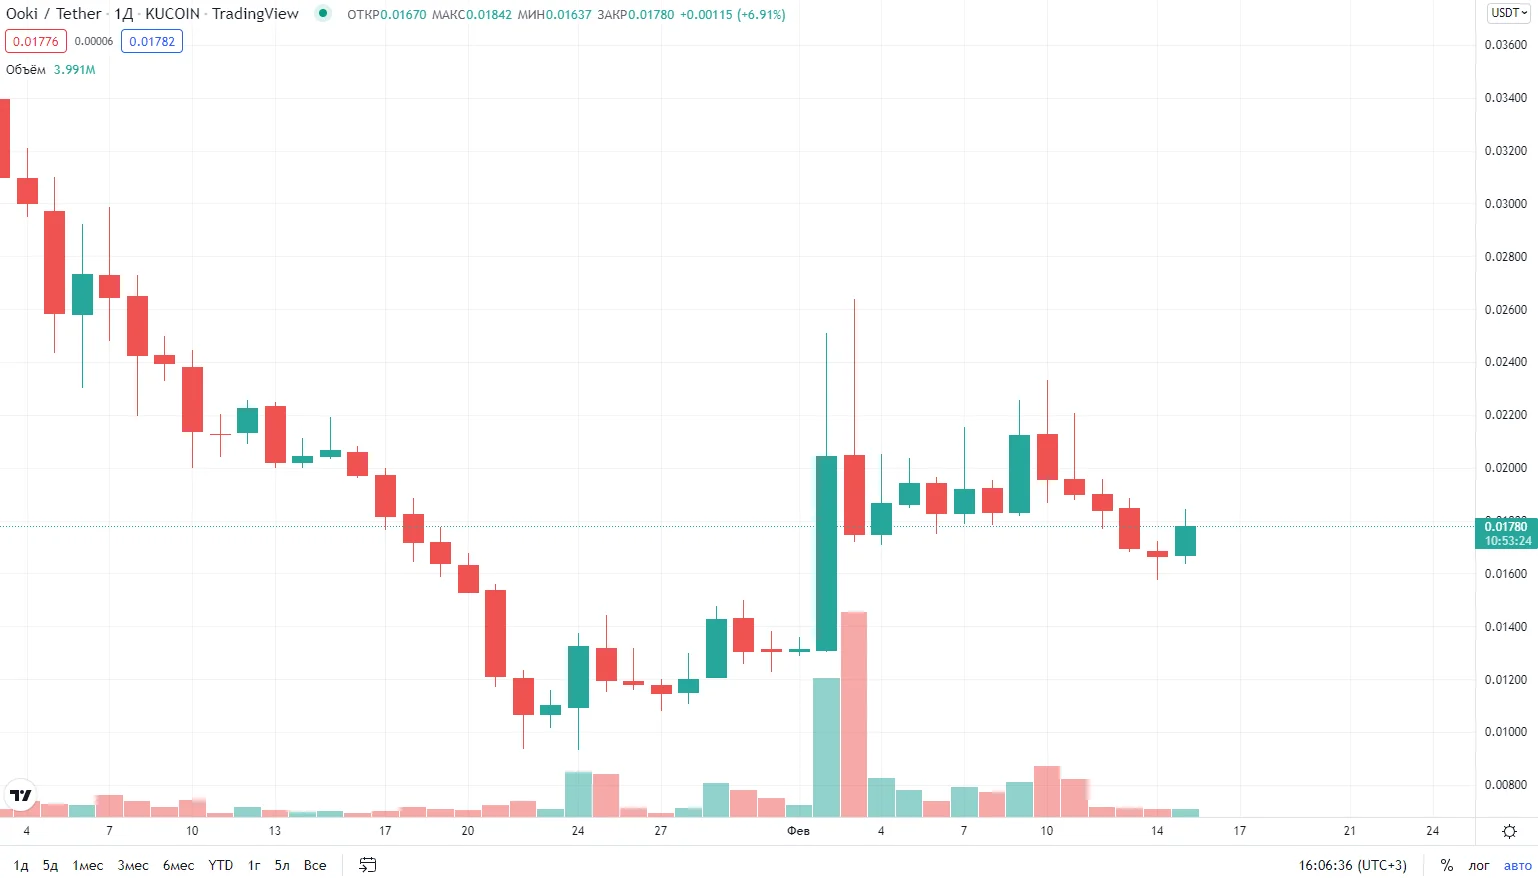 Ooki / Tether · 1Д · KUCOIN · TradingView ОТКР0.01670 МАКС0.01842 МИН0.01637 ЗАКР0.01780 +0.00115 (+6.91%)
USDT
0.01776 0.00006 0.01782
Объём 3.991M
0.03600
0.03400
0.03200
0.03000
0.02800
0.02600
0.02400
0.02200
0.02000
0.01780
10:53:24
0.01600
0.01400
0.01200
0.01000
0.00800
4 7 10 13 17 20 24 27 Фев 4 7 10 14 17 21 24
1д 5д 1мес 3мес 6мес YTD 1г 5л Все 16:06:36 (UTC+3) % лог авто